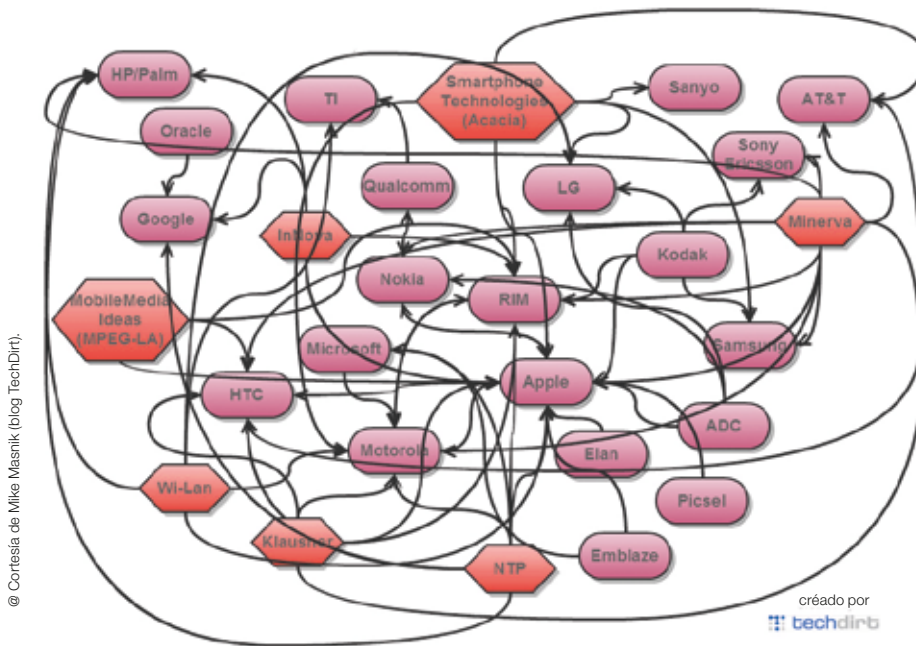 HP/Palm
TI
Smartphone
Technologies
(Acacia)
Sanyo
AT&T
Oracle
Sony
Ericsson
Qualcomm
LG
Google
InNova
Minerva
Kodak
Nokia
RIM
MobileMedia
Ideas
(MPEG-LA)
Microsoft
Samsung
HTC
Apple
ADC
Motorola
Elan
Wi-Lan
Picsel
Klausner
NTP
Emblaze
créado por
techdirt
@ Cortesia de Mike Masnik (blog TechDirt).